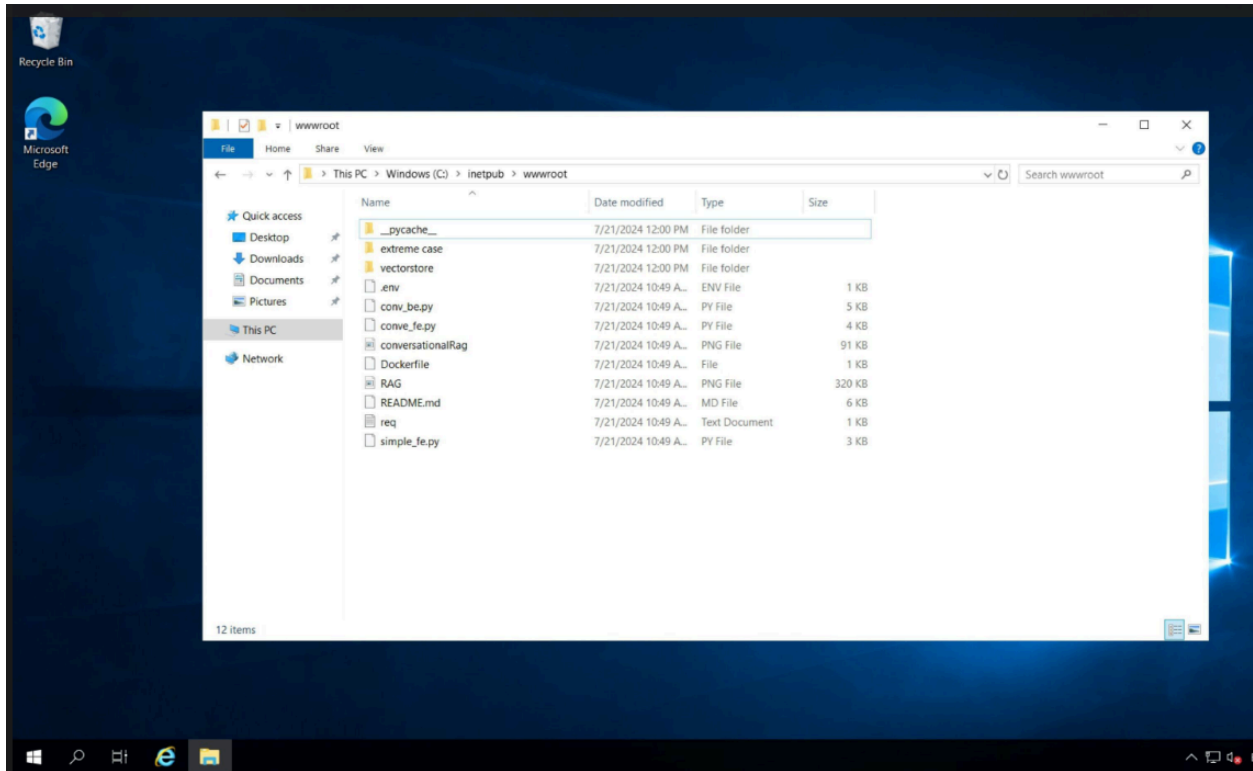 Recycle Bin
Microsoft
Edge
wwwroot
File Home Share View
This PC > Windows (C:) > inetpub > wwwroot
Search wwwroot
Quick access
Desktop
Downloads
Documents
Pictures
This PC
Network
Name Date modified Type Size
__pycache__ 7/21/2024 12:00 PM File folder
extreme case 7/21/2024 12:00 PM File folder
vectorstore 7/21/2024 12:00 PM File folder
.env 7/21/2024 10:49 A... ENV File 1 KB
conv_be.py 7/21/2024 10:49 A... PY File 5 KB
conve_fe.py 7/21/2024 10:49 A... PY File 4 KB
conversationalRag 7/21/2024 10:49 A... PNG File 91 KB
Dockerfile 7/21/2024 10:49 A... File 1 KB
RAG 7/21/2024 10:49 A... PNG File 320 KB
README.md 7/21/2024 10:49 A... MD File 6 KB
req 7/21/2024 10:49 A... Text Document 1 KB
simple_fe.py 7/21/2024 10:49 A... PY File 3 KB
12 items